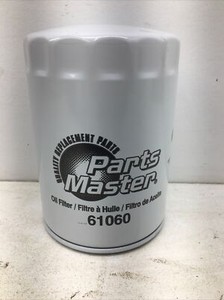 QUALITY REPLACEMENT PARTS
Parts
Master
Oil Filter / Filtre à Huile / Filtro de Aceite
61060